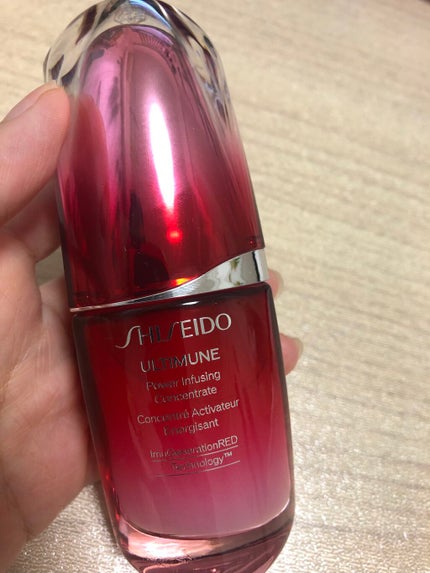 SHISEIDO
ULTIMUNE
Power Infusing
Concentrate
Concentré Activateur
Énergisant
ImuGenerationRED
Technology™